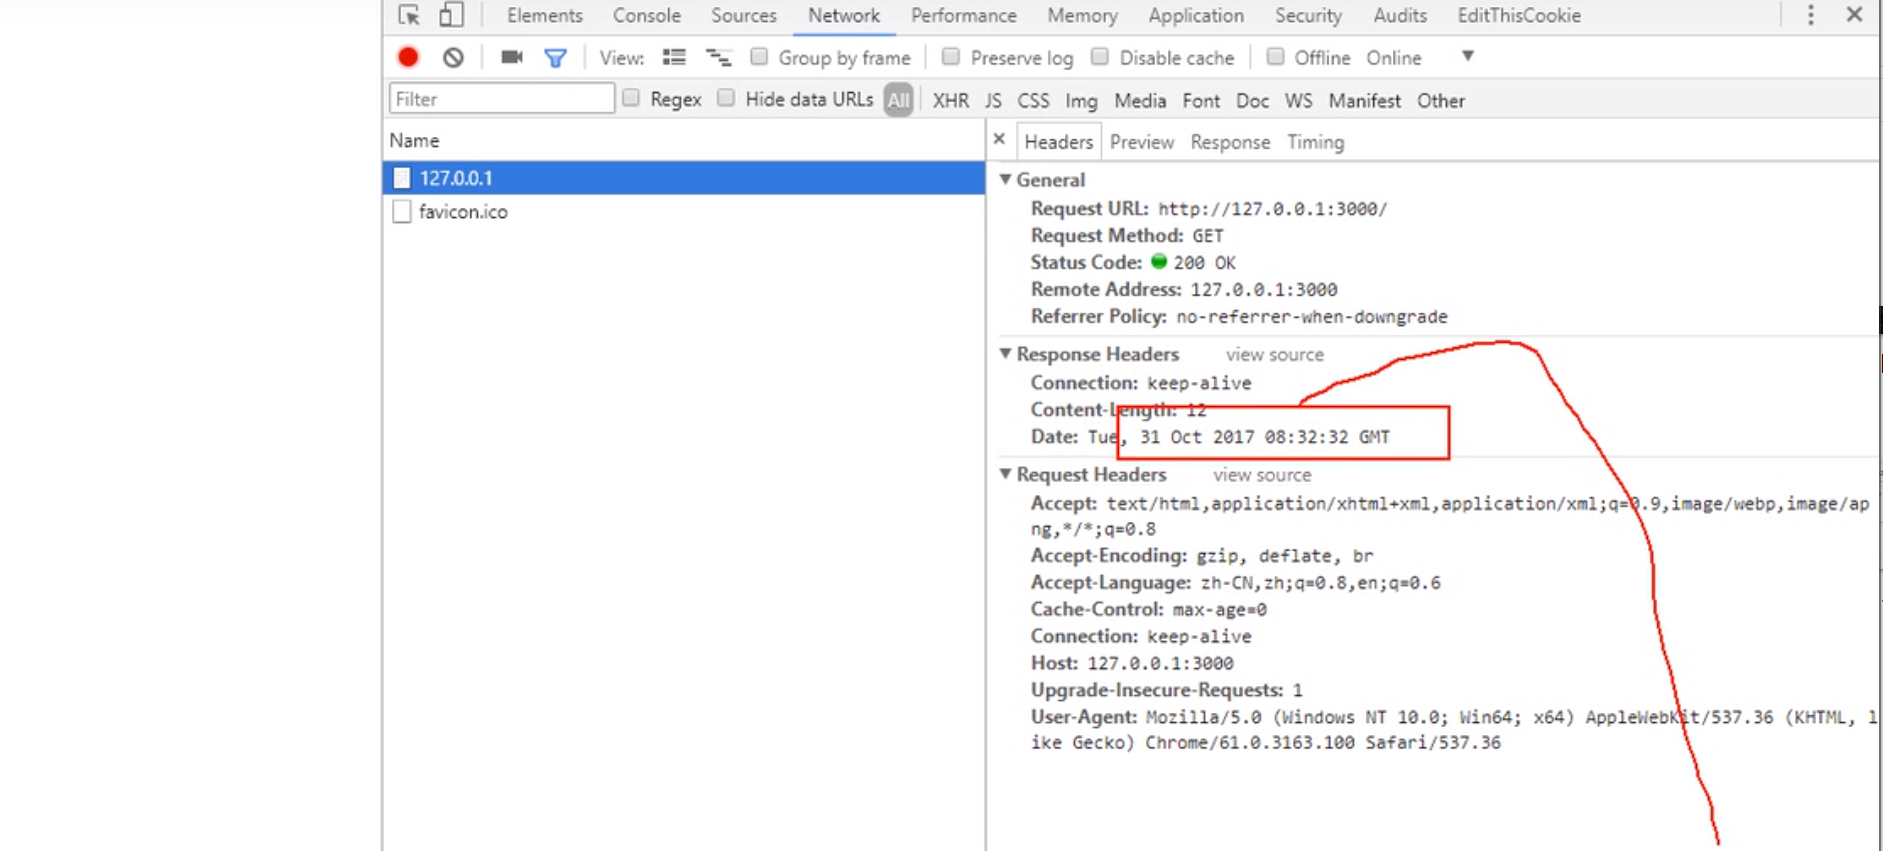 Elements Console Sources Network Performance Memory Application Security Audits EditThisCookie
View: Group by frame Preserve log Disable cache Offline Online
Filter Regex Hide data URLs All XHR JS CSS Img Media Font Doc WS Manifest Other
Name
127.0.0.1
favicon.ico
Headers Preview Response Timing
General
Request URL: http://127.0.0.1:3000/
Request Method: GET
Status Code: 200 OK
Remote Address: 127.0.0.1:3000
Referrer Policy: no-referrer-when-downgrade
Response Headers view source
Connection: keep-alive
Content-Length: 12
Date: Tue, 31 Oct 2017 08:32:32 GMT
Request Headers view source
Accept: text/html,application/xhtml+xml,application/xml;q=0.9,image/webp,image/ap
ng,*/*;q=0.8
Accept-Encoding: gzip, deflate, br
Accept-Language: zh-CN,zh;q=0.8,en;q=0.6
Cache-Control: max-age=0
Connection: keep-alive
Host: 127.0.0.1:3000
Upgrade-Insecure-Requests: 1
User-Agent: Mozilla/5.0 (Windows NT 10.0; Win64; x64) AppleWebKit/537.36 (KHTML, l
ike Gecko) Chrome/61.0.3163.100 Safari/537.36